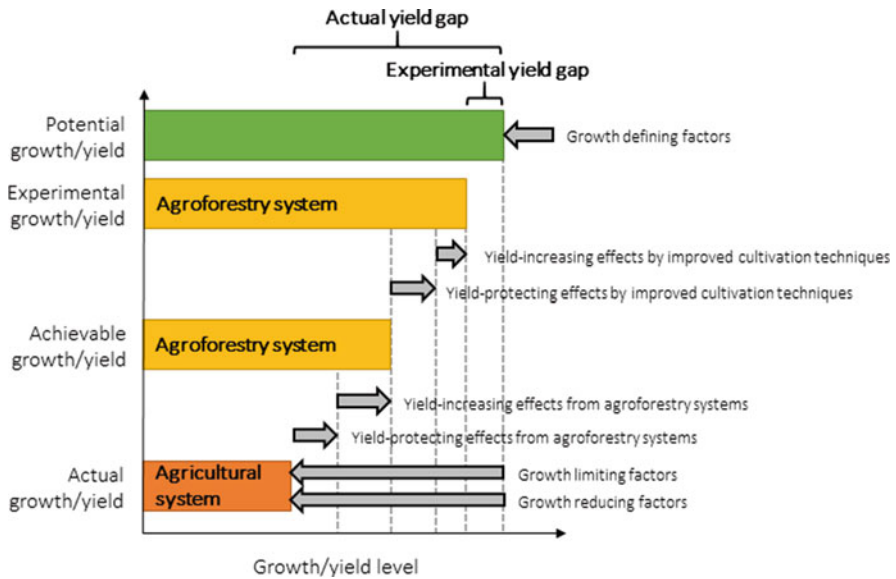 Actual yield gap
Experimental yield gap
Potential
growth/yield
Growth defining factors
Experimental
growth/yield
Agroforestry system
Yield-increasing effects by improved cultivation techniques
Yield-protecting effects by improved cultivation techniques
Achievable
growth/yield
Agroforestry system
Yield-increasing effects from agroforestry systems
Yield-protecting effects from agroforestry systems
Actual
growth/yield
Agricultural
system
Growth limiting factors
Growth reducing factors
Growth/yield level